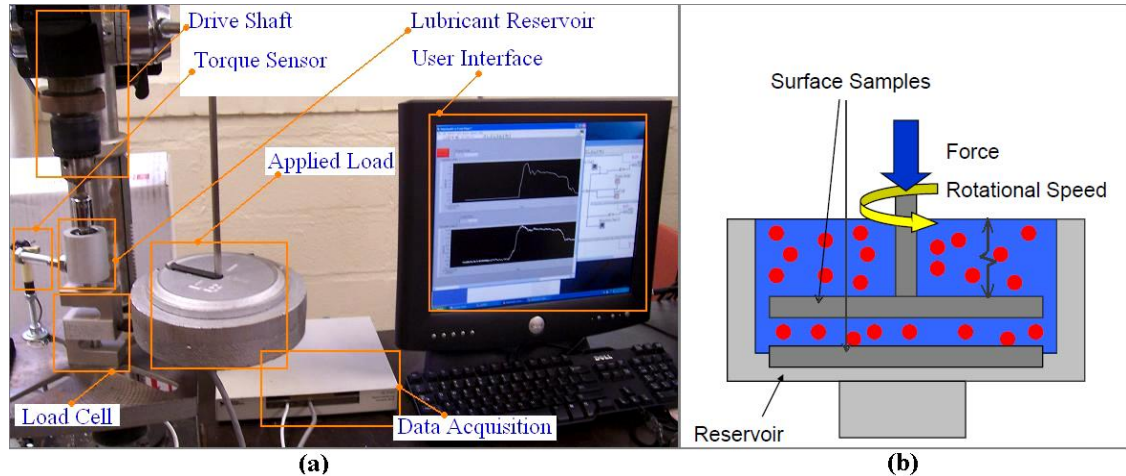 Drive Shaft
Lubricant Reservoir
Torque Sensor
User Interface
Applied Load
Load Cell
Data Acquisition
DELL
(a)
Surface Samples
Force
Rotational Speed
Reservoir
(b)